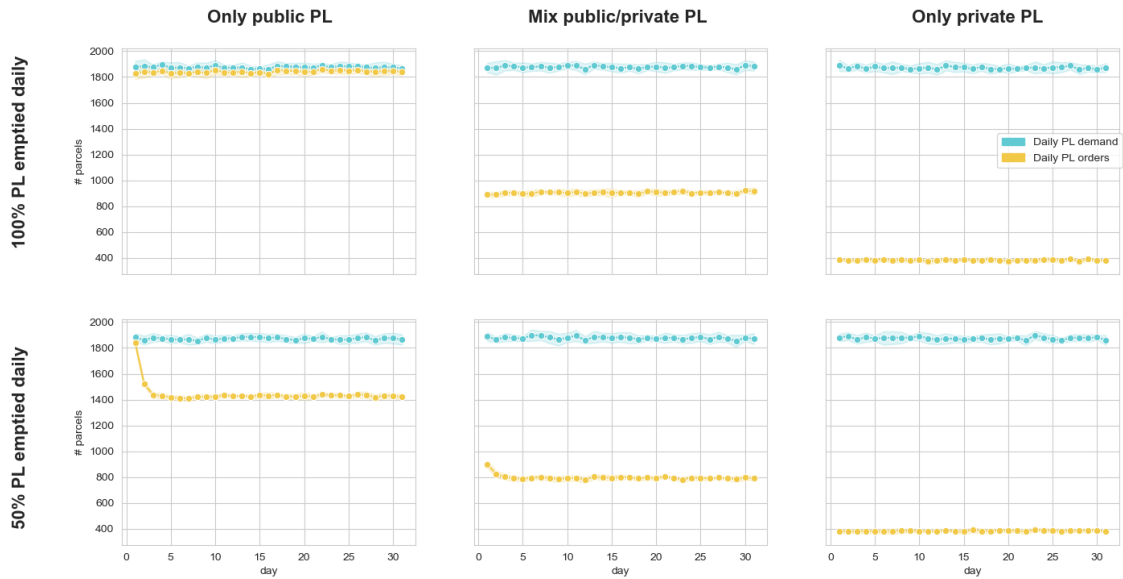 Only public PL
Mix public/private PL
Only private PL
100% PL emptied daily
# parcels
2000
1800
1600
1400
1200
1000
800
600
400
Daily PL demand
Daily PL orders
50% PL emptied daily
# parcels
2000
1800
1600
1400
1200
1000
800
600
400
0 5 10 15 20 25 30
0 5 10 15 20 25 30
0 5 10 15 20 25 30
day
day
day